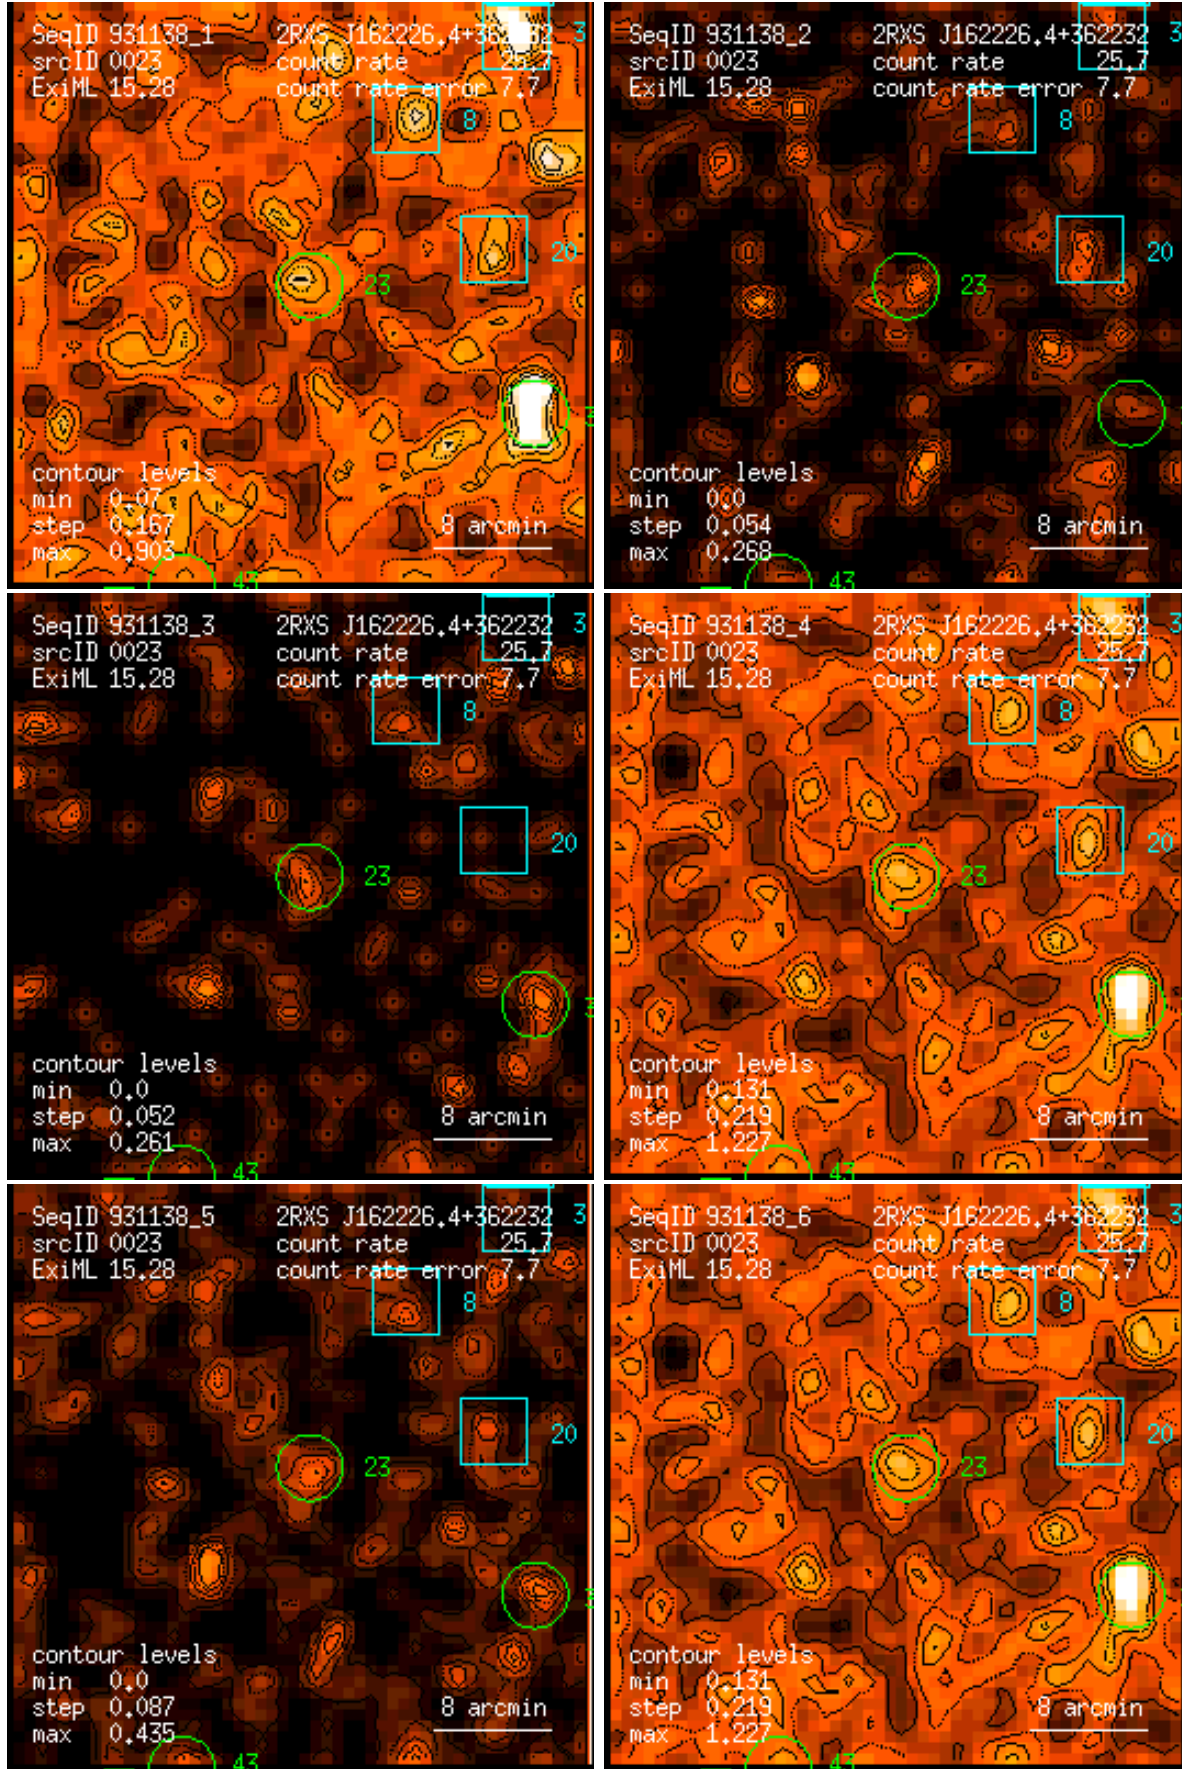 SeqID 931138_1 2RXS J162226.4+362232 3
srcID 0023 count rate 25.7
ExiML 15.28 count rate error 7.7
8
20
23
3
contour levels
min 0.07
step 0.167 8 arcmin
max 0.903
43
SeqID 931138_2 2RXS J162226.4+362232 3
srcID 0023 count rate 25.7
ExiML 15.28 count rate error 7.7
8
20
23
contour levels
min 0.0
step 0.054 8 arcmin
max 0.268
43
SeqID 931138_3 2RXS J162226.4+362232 3
srcID 0023 count rate 25.7
ExiML 15.28 count rate error 7.7
8
20
23
3
contour levels
min 0.0
step 0.052 8 arcmin
max 0.261
43
SeqID 931138_4 2RXS J162226.4+362232 3
srcID 0023 count rate 25.7
ExiML 15.28 count rate error 7.7
8
20
23
contour levels
min 0.131
step 0.219 8 arcmin
max 1.227
43
SeqID 931138_5 2RXS J162226.4+362232 3
srcID 0023 count rate 25.7
ExiML 15.28 count rate error 7.7
8
20
23
3
contour levels
min 0.0
step 0.087 8 arcmin
max 0.435
43
SeqID 931138_6 2RXS J162226.4+362232 3
srcID 0023 count rate 25.7
ExiML 15.28 count rate error 7.7
8
20
23
contour levels
min 0.131
step 0.219 8 arcmin
max 1.227
43